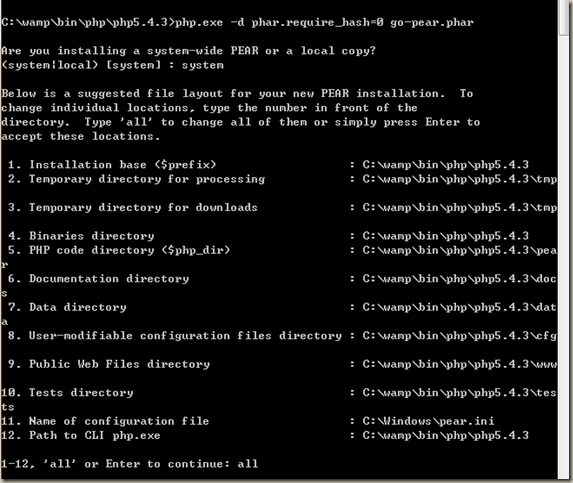 C:\wamp\bin\php\php5.4.3>php.exe -d phar.require_hash=0 go-pear.phar
Are you installing a system-wide PEAR or a local copy?
(system|local) [system] : system
Below is a suggested file layout for your new PEAR installation.  To
change individual locations, type the number in front of the
directory.  Type 'all' to change all of them or simply press Enter to
accept these locations.
 1. Installation base ($prefix)                   : C:\wamp\bin\php\php5.4.3
 2. Temporary directory for processing            : C:\wamp\bin\php\php5.4.3\tmp
 3. Temporary directory for downloads             : C:\wamp\bin\php\php5.4.3\tmp
 4. Binaries directory                            : C:\wamp\bin\php\php5.4.3
 5. PHP code directory ($php_dir)                 : C:\wamp\bin\php\php5.4.3\pea
r
 6. Documentation directory                       : C:\wamp\bin\php\php5.4.3\doc
s
 7. Data directory                                : C:\wamp\bin\php\php5.4.3\dat
a
 8. User-modifiable configuration files directory : C:\wamp\bin\php\php5.4.3\cfg
 9. Public Web Files directory                    : C:\wamp\bin\php\php5.4.3\www
10. Tests directory                               : C:\wamp\bin\php\php5.4.3\tes
ts
11. Name of configuration file                    : C:\Windows\pear.ini
12. Path to CLI php.exe                           : C:\wamp\bin\php\php5.4.3
1-12, 'all' or Enter to continue: all